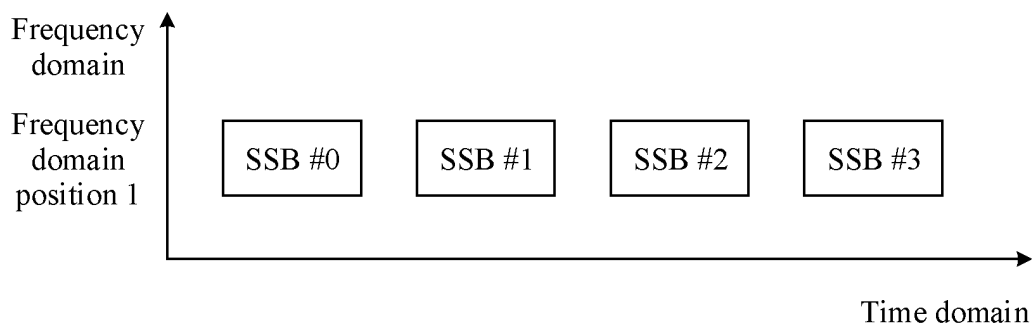 Frequency
domain
Frequency
domain
position 1
SSB #0
SSB #1
SSB #2
SSB #3
Time domain